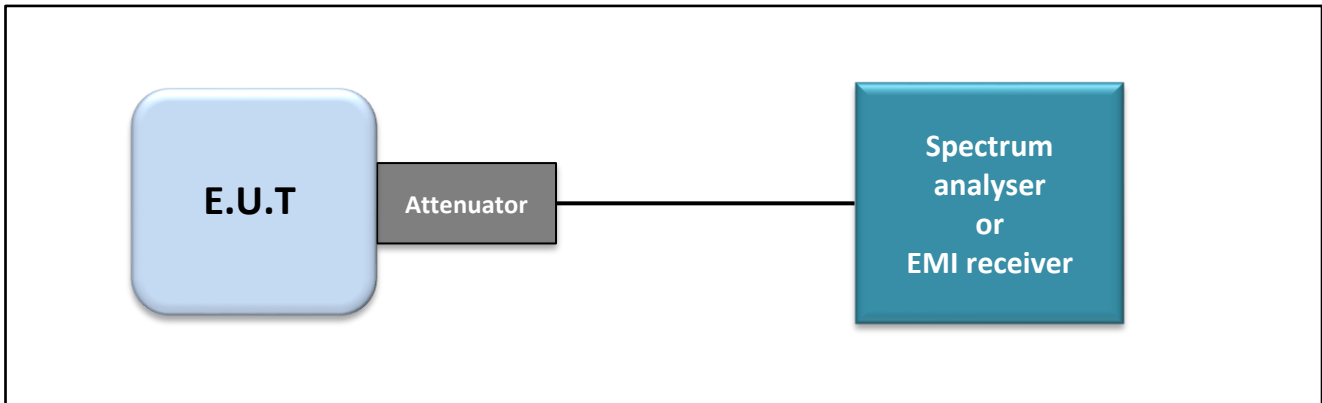 E.U.T
Attenuator
Spectrum
analyser
or
EMI receiver